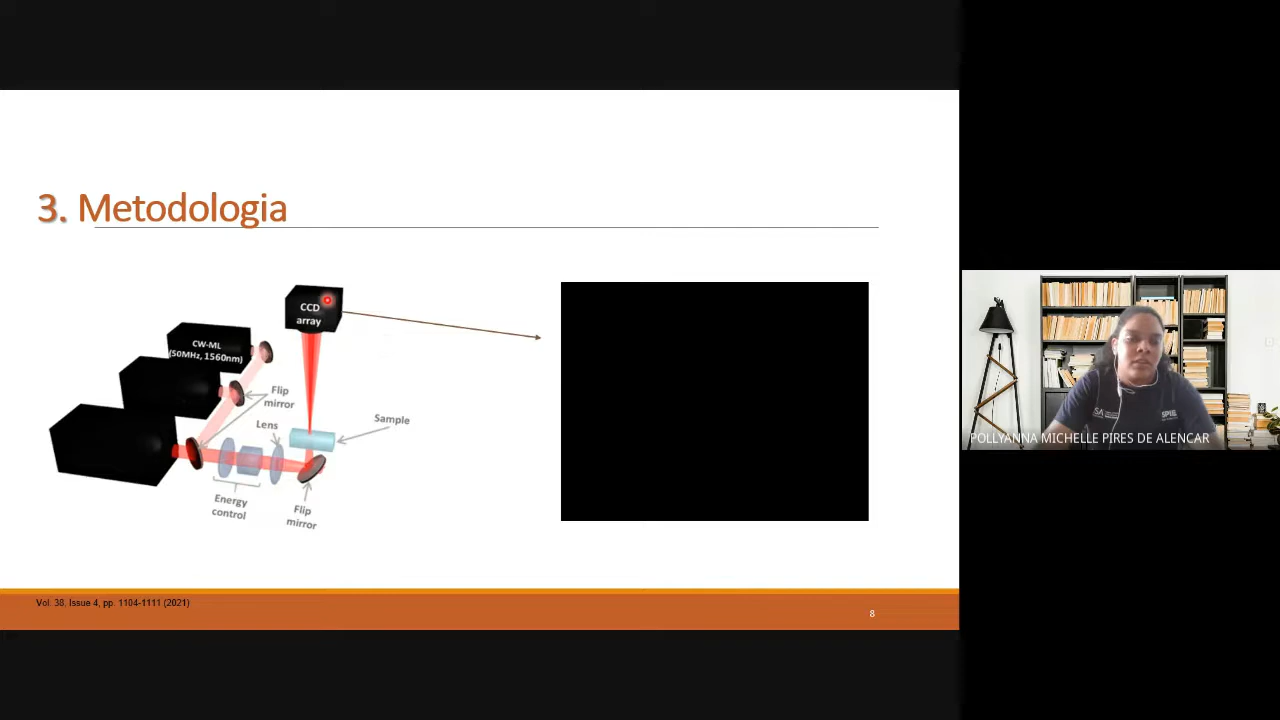 3. Metodologia
CCD
array
CW-ML
(50MHz, 1560nm)
Flip
mirror
Lens
Sample
Energy
control
Flip
mirror
Vol. 38, Issue 4, pp. 1104-1111 (2021)
8
POLLYANNA MICHELLE PIRES DE ALENCAR